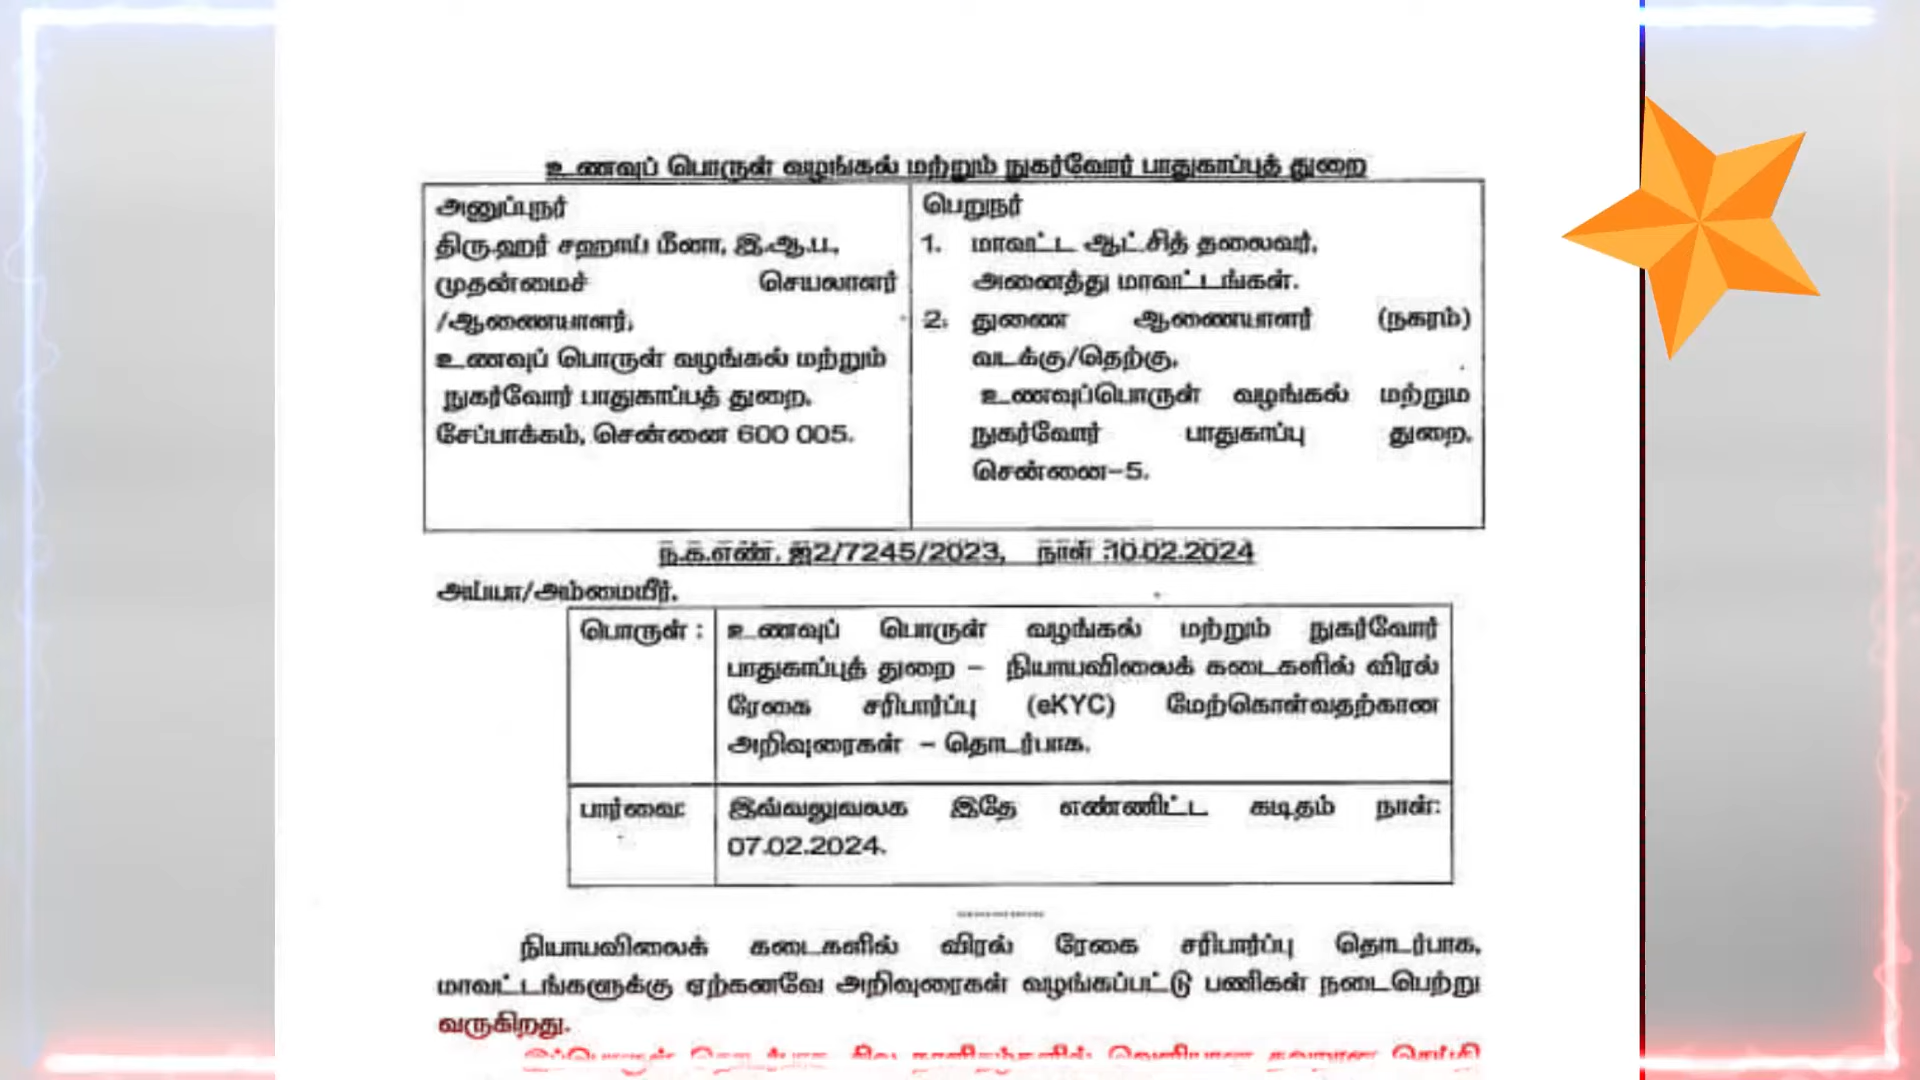 உணவுப் பொருள் வழங்கல் மற்றும் நுகர்வோர் பாதுகாப்புத் துறை
அனுப்புநர்
திரு.ஹர் சஹாய் மீனா, இ.ஆ.ப.,
முதன்மைச் செயலாளர்
/ஆணையாளர்,
உணவுப் பொருள் வழங்கல் மற்றும்
நுகர்வோர் பாதுகாப்பத் துறை,
சேப்பாக்கம், சென்னை 600 005.
பெறுநர்
1. மாவட்ட ஆட்சித் தலைவர்,
அனைத்து மாவட்டங்கள்.
2. துணை ஆணையாளர் (நகரம்)
வடக்கு/தெற்கு,
உணவுப்பொருள் வழங்கல் மற்றும
நுகர்வோர் பாதுகாப்பு துறை,
சென்னை-5.
ந.க.எண். ஐ2/7245/2023, நாள் :10.02.2024
அய்யா/அம்மையீர்,
பொருள் : உணவுப் பொருள் வழங்கல் மற்றும் நுகர்வோர்
பாதுகாப்புத் துறை – நியாயவிலைக் கடைகளில் விரல்
ரேகை சரிபார்ப்பு (eKYC) மேற்கொள்வதற்கான
அறிவுரைகள் – தொடர்பாக.
பார்வை: இவ்வலுவலக இதே எண்ணிட்ட கடிதம் நாள்:
07.02.2024.
நியாயவிலைக் கடைகளில் விரல் ரேகை சரிபார்ப்பு தொடர்பாக,
மாவட்டங்களுக்கு ஏற்கனவே அறிவுரைகள் வழங்கப்பட்டு பணிகள் நடைபெற்று
வருகிறது.